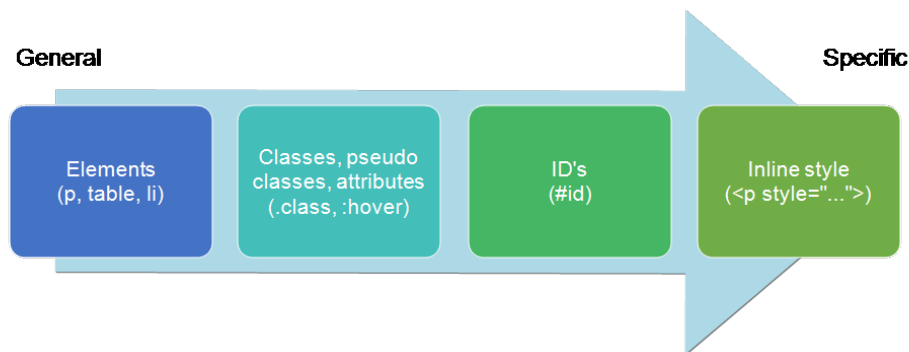 General
Specific
Elements
(p, table, li)
Classes, pseudo
classes, attributes
(.class, :hover)
ID's
(#id)
Inline style
(<p style="...">)